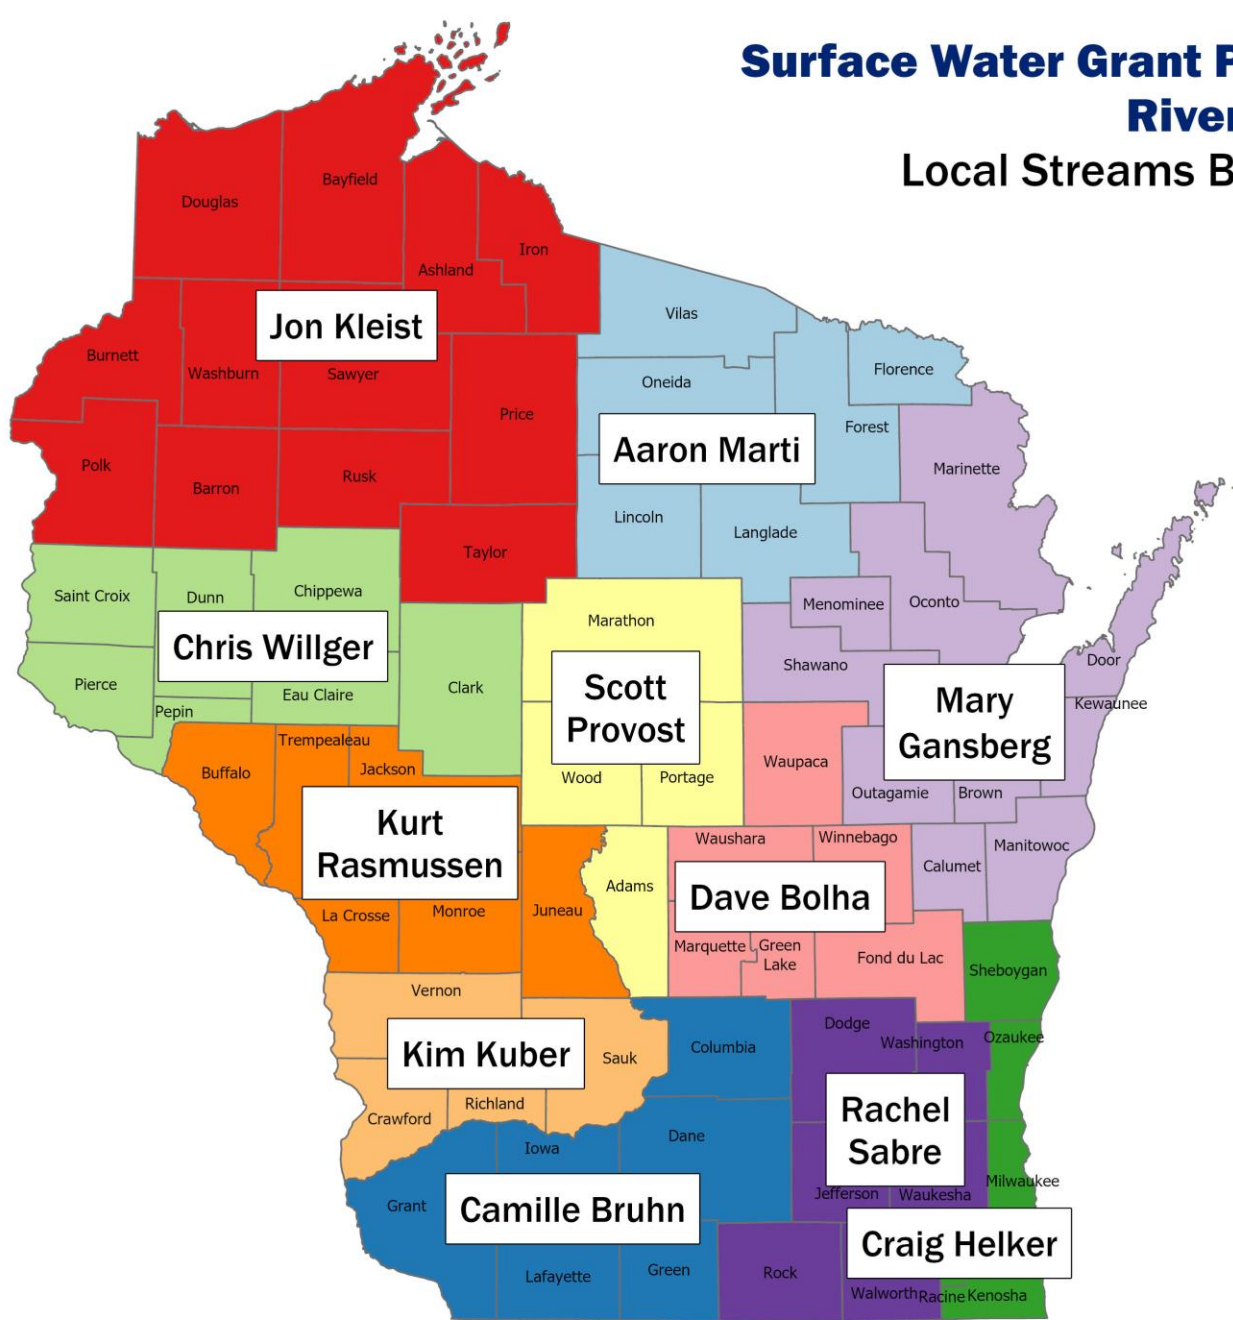 Surface Water Grant P
River
Local Streams B
Bayfield
Douglas
Iron
Ashland
Vilas
Jon Kleist
Burnett
Washburn
Sawyer
Florence
Oneida
Price
Forest
Aaron Marti
Polk
Marinette
Rusk
Barron
Lincoln
Langlade
Taylor
Saint Croix
Dunn
Chippewa
Menominee
Oconto
Marathon
Chris Willger
Shawano
Door
Pierce
Eau Claire
Clark
Scott
Provost
Mary
Gansberg
Kewaunee
Pepin
Trempealeau
Buffalo
Jackson
Wood
Portage
Waupaca
Outagamie
Brown
Kurt
Rasmussen
Waushara
Winnebago
Manitowoc
Calumet
Adams
Dave Bolha
La Crosse
Monroe
Juneau
Marquette
Green
Lake
Fond du Lac
Sheboygan
Vernon
Dodge
Washington
Ozaukee
Columbia
Kim Kuber
Sauk
Richland
Crawford
Rachel
Sabre
Dane
Iowa
Milwaukee
Jefferson
Waukesha
Grant
Camille Bruhn
Craig Helker
Lafayette
Green
Rock
Walworth
Racine
Kenosha